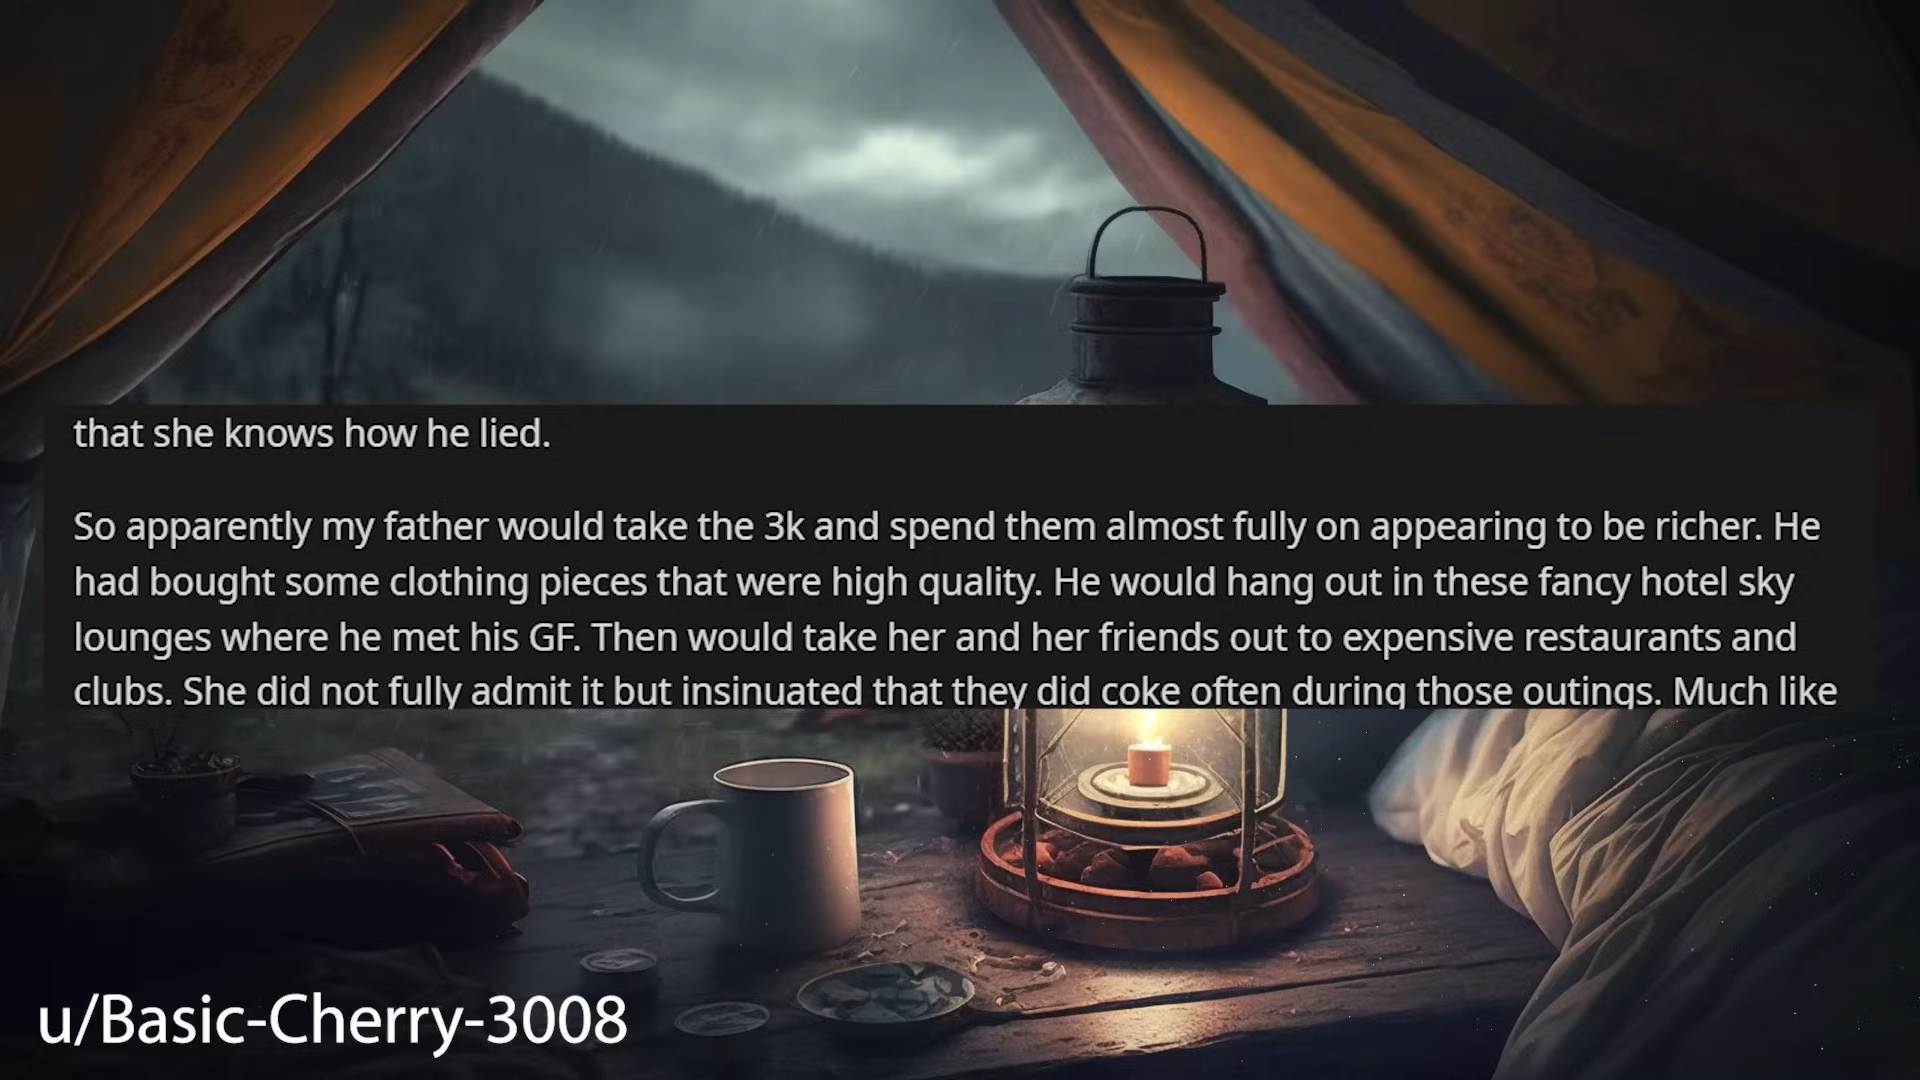 that she knows how he lied.
So apparently my father would take the 3k and spend them almost fully on appearing to be richer. He
had bought some clothing pieces that were high quality. He would hang out in these fancy hotel sky
lounges where he met his GF. Then would take her and her friends out to expensive restaurants and
clubs. She did not fully admit it but insinuated that they did coke often during those outings. Much like
u/Basic-Cherry-3008